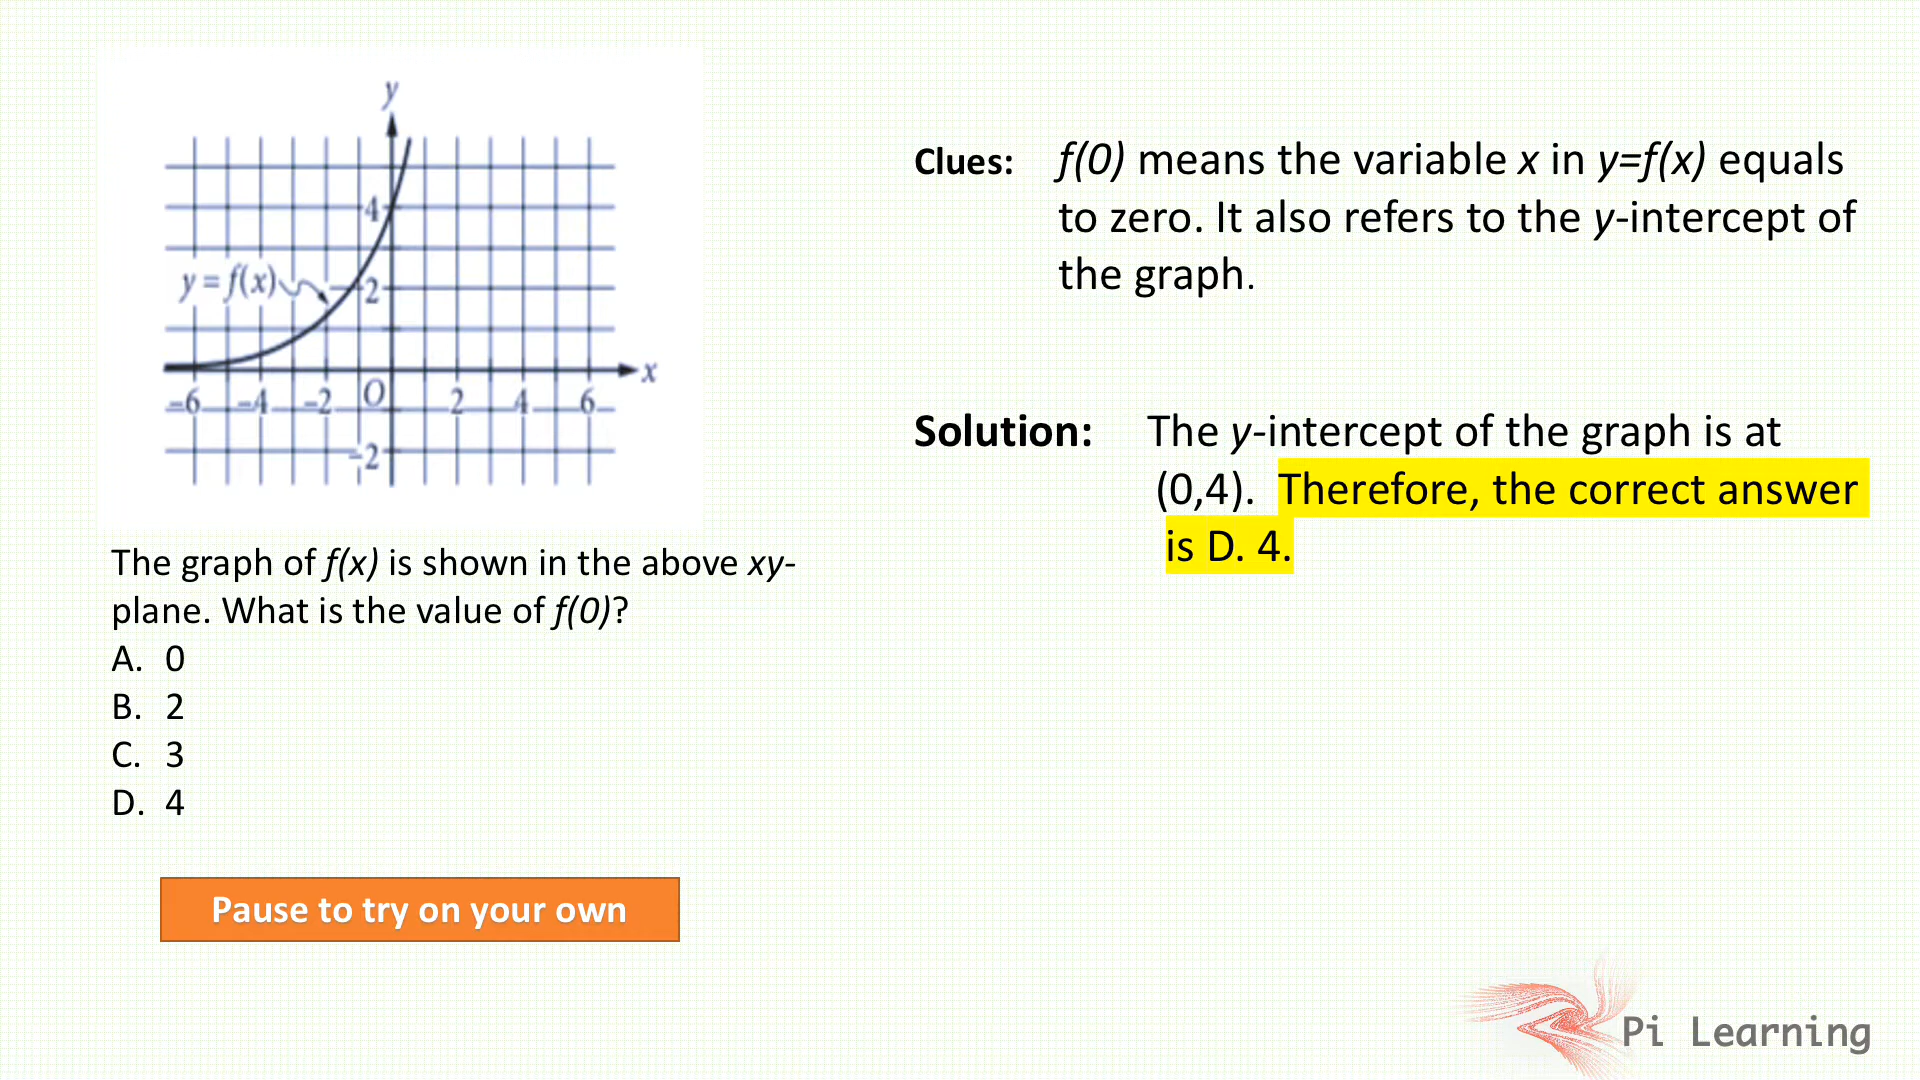 y
4
y = f(x)
2
x
-6 -4 -2 O 2 4 6
-2
The graph of f(x) is shown in the above xy-
plane. What is the value of f(0)?
A. 0
B. 2
C. 3
D. 4
Pause to try on your own
Clues: f(0) means the variable x in y=f(x) equals
to zero. It also refers to the y-intercept of
the graph.
Solution: The y-intercept of the graph is at
(0,4). Therefore, the correct answer
is D. 4.
Pi Learning